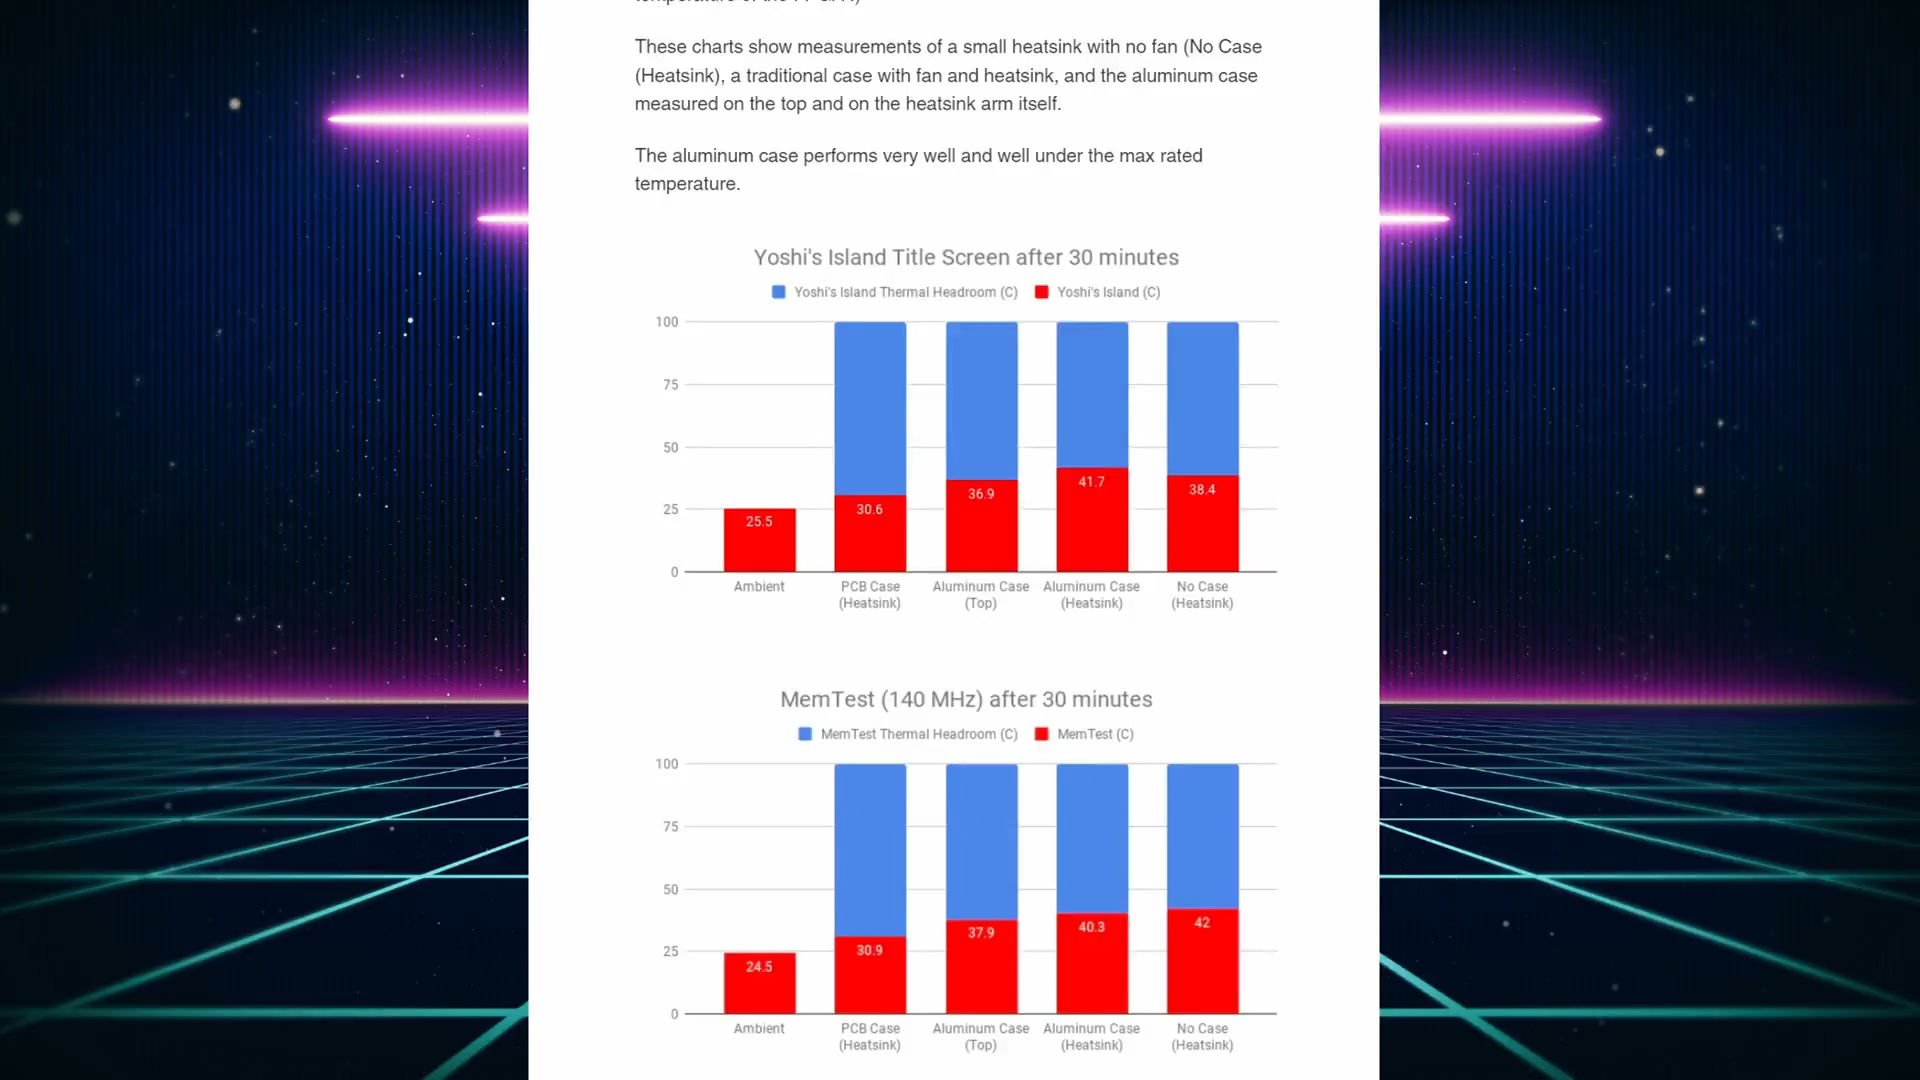 These charts show measurements of a small heatsink with no fan (No Case
(Heatsink), a traditional case with fan and heatsink, and the aluminum case
measured on the top and on the heatsink arm itself.
The aluminum case performs very well and well under the max rated
temperature.
Yoshi's Island Title Screen after 30 minutes
Yoshi's Island Thermal Headroom (C) Yoshi's Island (C)
100
75
50
25
0
25.5
30.6
36.9
41.7
38.4
Ambient
PCB Case
(Heatsink)
Aluminum Case
(Top)
Aluminum Case
(Heatsink)
No Case
(Heatsink)
MemTest (140 MHz) after 30 minutes
MemTest Thermal Headroom (C) MemTest (C)
100
75
50
25
0
24.5
30.9
37.9
40.3
42
Ambient
PCB Case
(Heatsink)
Aluminum Case
(Top)
Aluminum Case
(Heatsink)
No Case
(Heatsink)